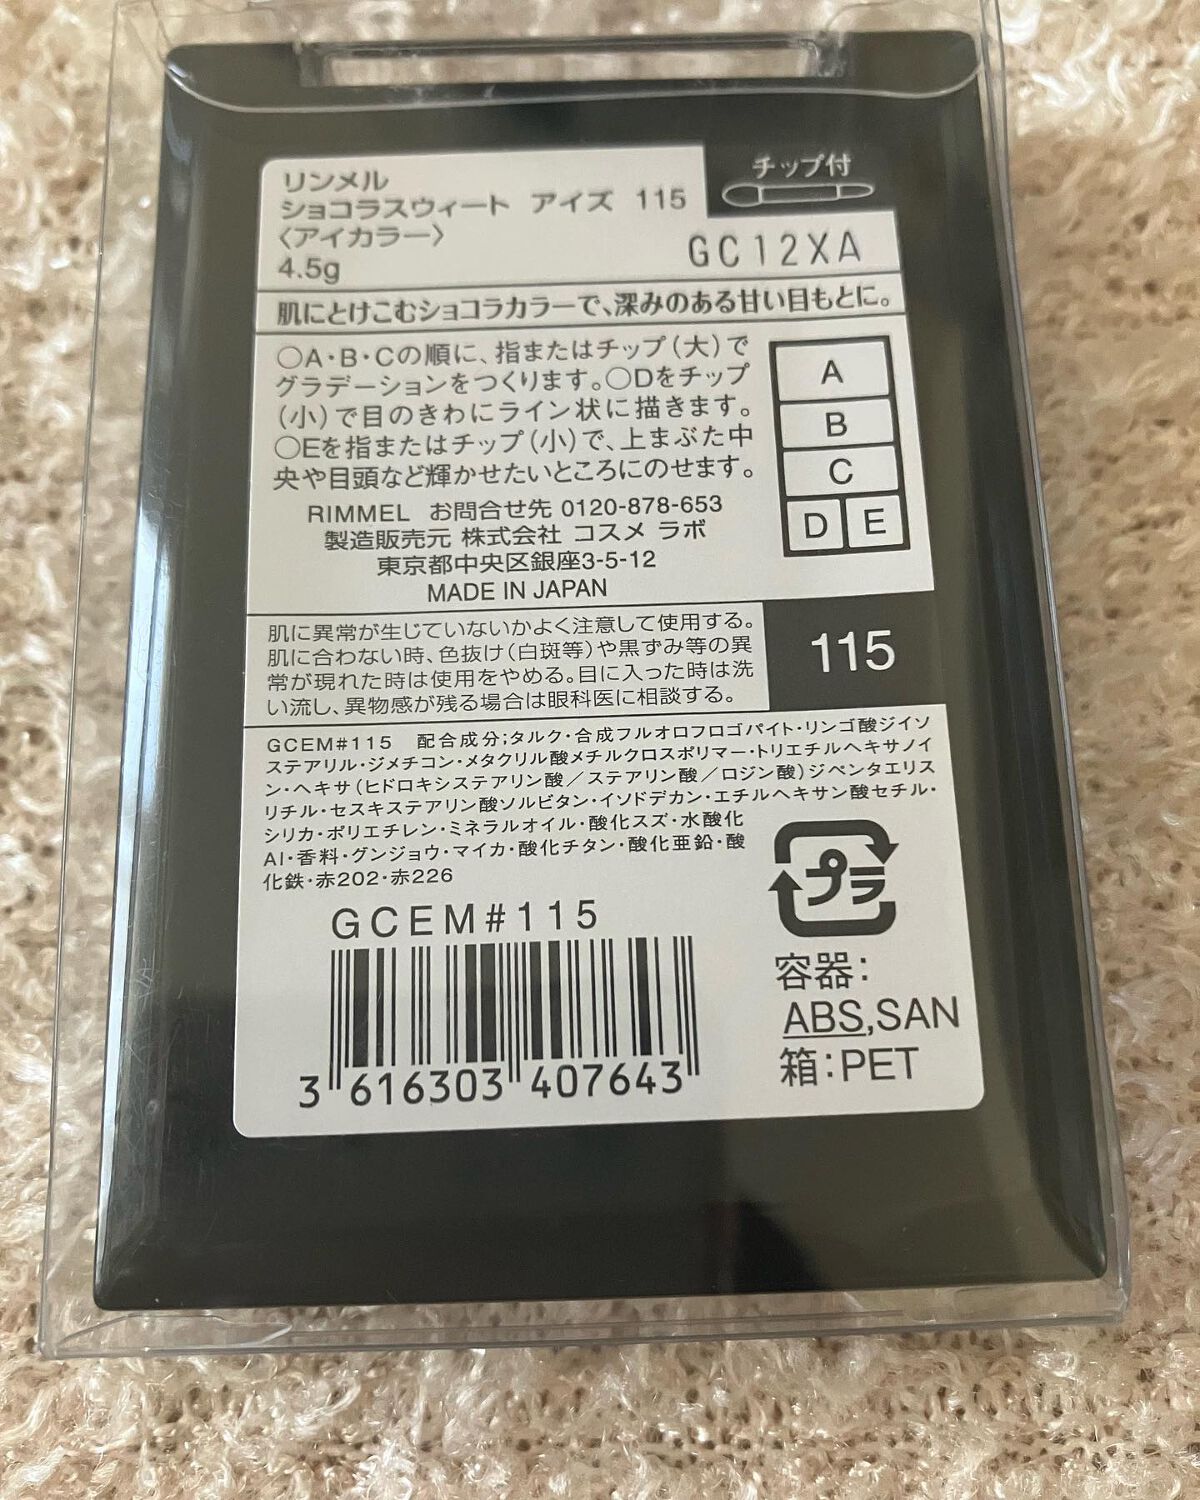 チップ付
リンメル
ショコラスウィート アイズ 115
〈アイカラー〉
4.5g
GC12XA
肌にとけこむショコラカラーで、深みのある甘い目もとに。
○A・B・Cの順に、指またはチップ(大)で
グラデーションをつくります。○Dをチップ
(小)で目のきわにライン状に描きます。
○Eを指またはチップ(小)で、上まぶた中
央や目頭など輝かせたいところにのせます。
A
B
C
D E
RIMMEL お問合せ先 0120-878-653
製造販売元 株式会社 コスメ ラボ
東京都中央区銀座3-5-12
MADE IN JAPAN
肌に異常が生じていないかよく注意して使用する。
肌に合わない時、色抜け(白斑等)や黒ずみ等の異
常が現れた時は使用をやめる。目に入った時は洗
い流し、異物感が残る場合は眼科医に相談する。
115
GCEM#115 配合成分;タルク・合成フルオロフロゴパイト・リンゴ酸ジイソ
ステアリル・ジメチコン・メタクリル酸メチルクロスポリマー・トリエチルヘキサノイ
ン・ヘキサ(ヒドロキシステアリン酸/ステアリン酸/ロジン酸)ジペンタエリス
リチル・セスキステアリン酸ソルビタン・イソドデカン・エチルヘキサン酸セチル・
シリカ・ポリエチレン・ミネラルオイル・酸化スズ・水酸化
Al・香料・グンジョウ・マイカ・酸化チタン・酸化亜鉛・酸
化鉄・赤202・赤226
プラ
GCEM#115
3 616303 407643
容器:
ABS,SAN
箱:PET